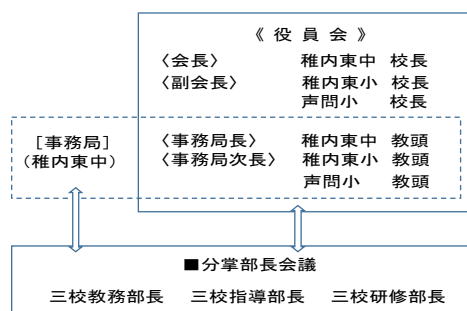 《 役 員 会 》
〈会長〉 稚内東中 校長
〈副会長〉 稚内東小 校長
声問小 校長
［事務局］
（稚内東中）
〈事務局長〉 稚内東中 教頭
〈事務局次長〉 稚内東小 教頭
声問小 教頭
■分掌部長会議
三校教務部長 三校指導部長 三校研修部長